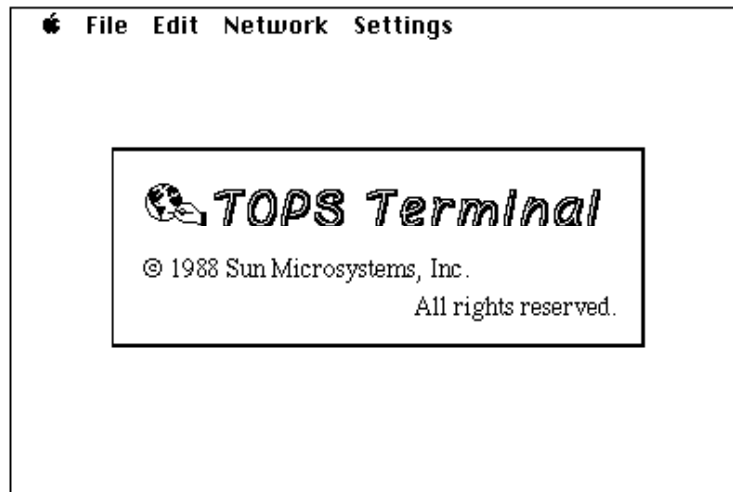 File Edit Network Settings
TOPS Terminal
© 1988 Sun Microsystems, Inc.
All rights reserved.